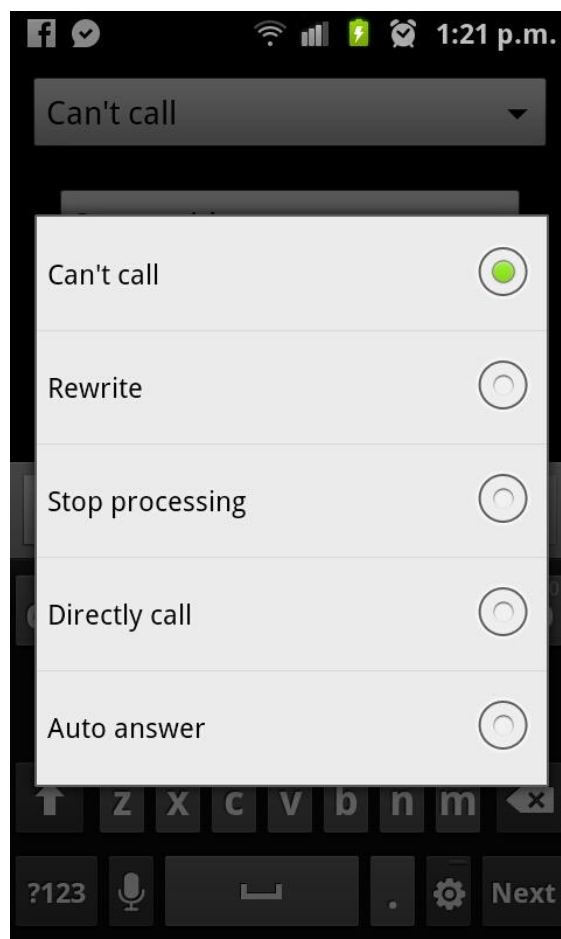 1:21 p.m.
Can't call
Can't call
Rewrite
Stop processing
Directly call
Auto answer
z x c v b n m
?123 . Next